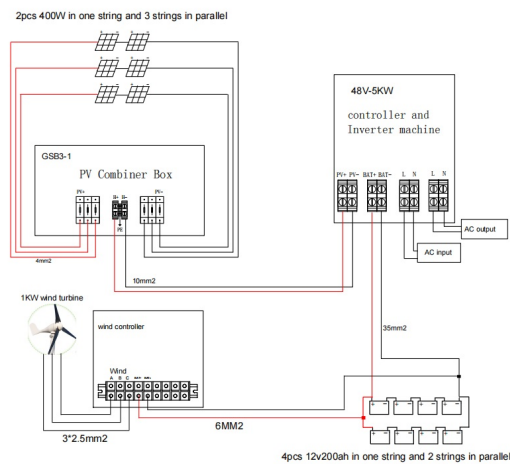 2pcs 400W in one string and 3 strings in parallel
48V-5KW
controller and
Inverter machine
GSB3-1
PV Combiner Box
PV+ PV- BAT+ BAT- L N L N
PV+ B+ B- PV-
PE
AC output
AC input
4mm2
10mm2
1KW wind turbine
wind controller
35mm2
Wind
A B C
6MM2
3*2.5mm2
4pcs 12v200ah in one string and 2 strings in parallel